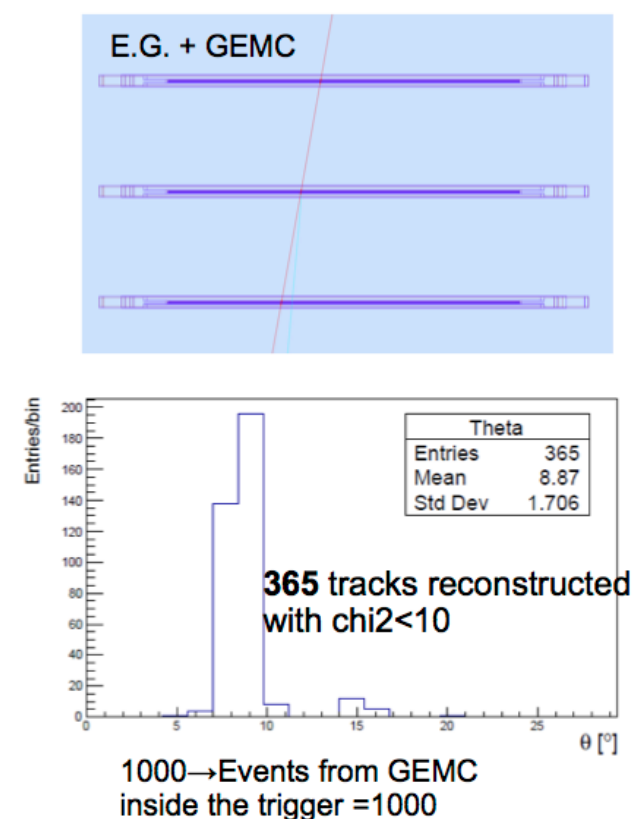 E.G. + GEMC
Entries/bin
200
180
160
140
120
100
80
60
40
20
0
Theta
Entries 365
Mean 8.87
Std Dev 1.706
365 tracks reconstructed
with chi2<10
0 5 10 15 20 25
θ [°]
1000→Events from GEMC
inside the trigger =1000